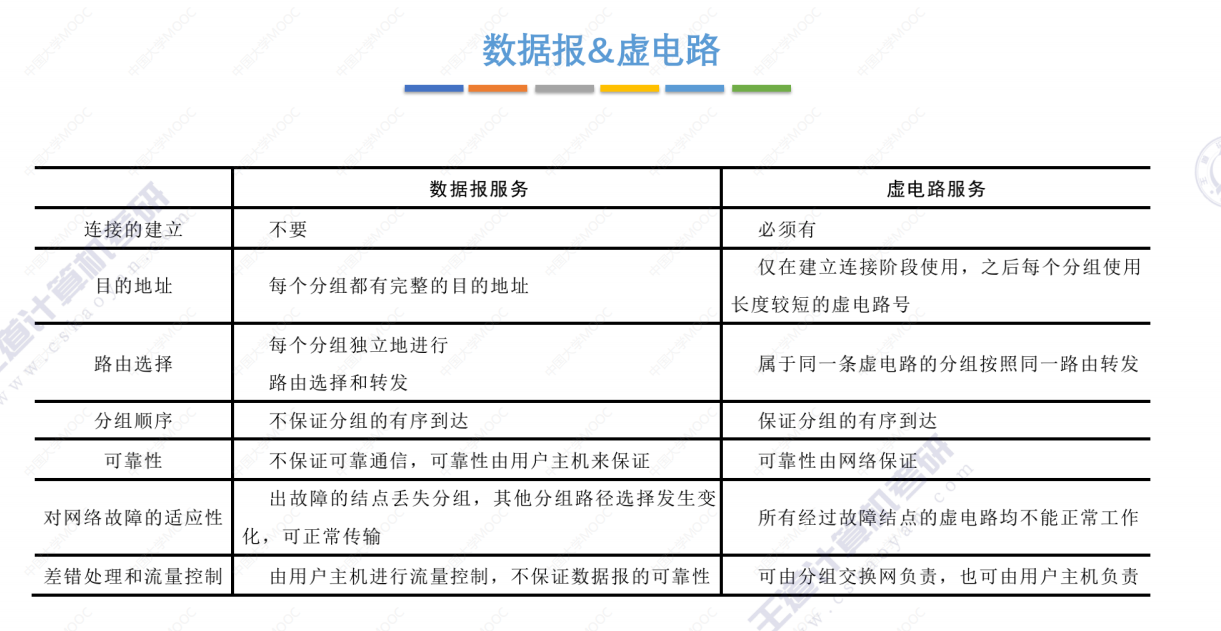 数据报&虚电路
数据报服务 虚电路服务
连接的建立 不要 必须有
目的地址 每个分组都有完整的目的地址 仅在建立连接阶段使用，之后每个分组使用
长度较短的虚电路号
路由选择 每个分组独立地进行
路由选择和转发 属于同一条虚电路的分组按照同一路由转发
分组顺序 不保证分组的有序到达 保证分组的有序到达
可靠性 不保证可靠通信，可靠性由用户主机来保证 可靠性由网络保证
对网络故障的适应性 出故障的结点丢失分组，其他分组路径选择发生变
化，可正常传输 所有经过故障结点的虚电路均不能正常工作
差错处理和流量控制 由用户主机进行流量控制，不保证数据报的可靠性 可由分组交换网负责，也可由用户主机负责
王道计算机考研
www.cskaoyan.com
王道计算机考研
www.cskaoyan.com
中国大学MOOC